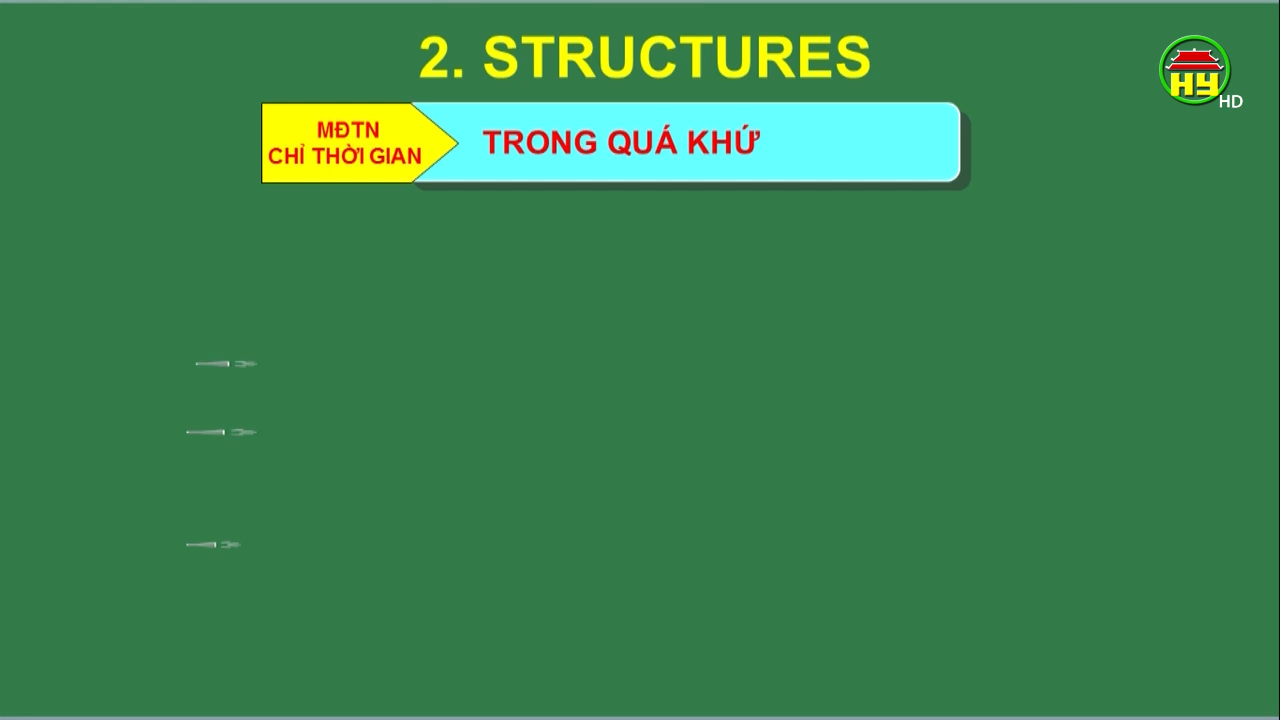 2. STRUCTURES
HY
HD
MĐTN
CHỈ THỜI GIAN
TRONG QUÁ KHỨ